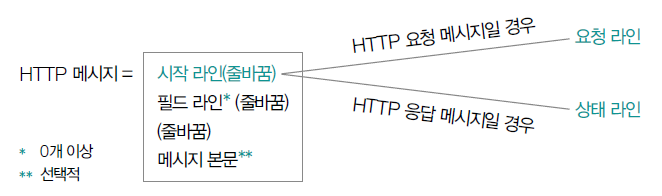 HTTP 메시지 =
시작 라인(줄바꿈)
필드 라인* (줄바꿈)
(줄바꿈)
메시지 본문**
HTTP 요청 메시지일 경우
요청 라인
HTTP 응답 메시지일 경우
상태 라인
* 0개 이상
** 선택적